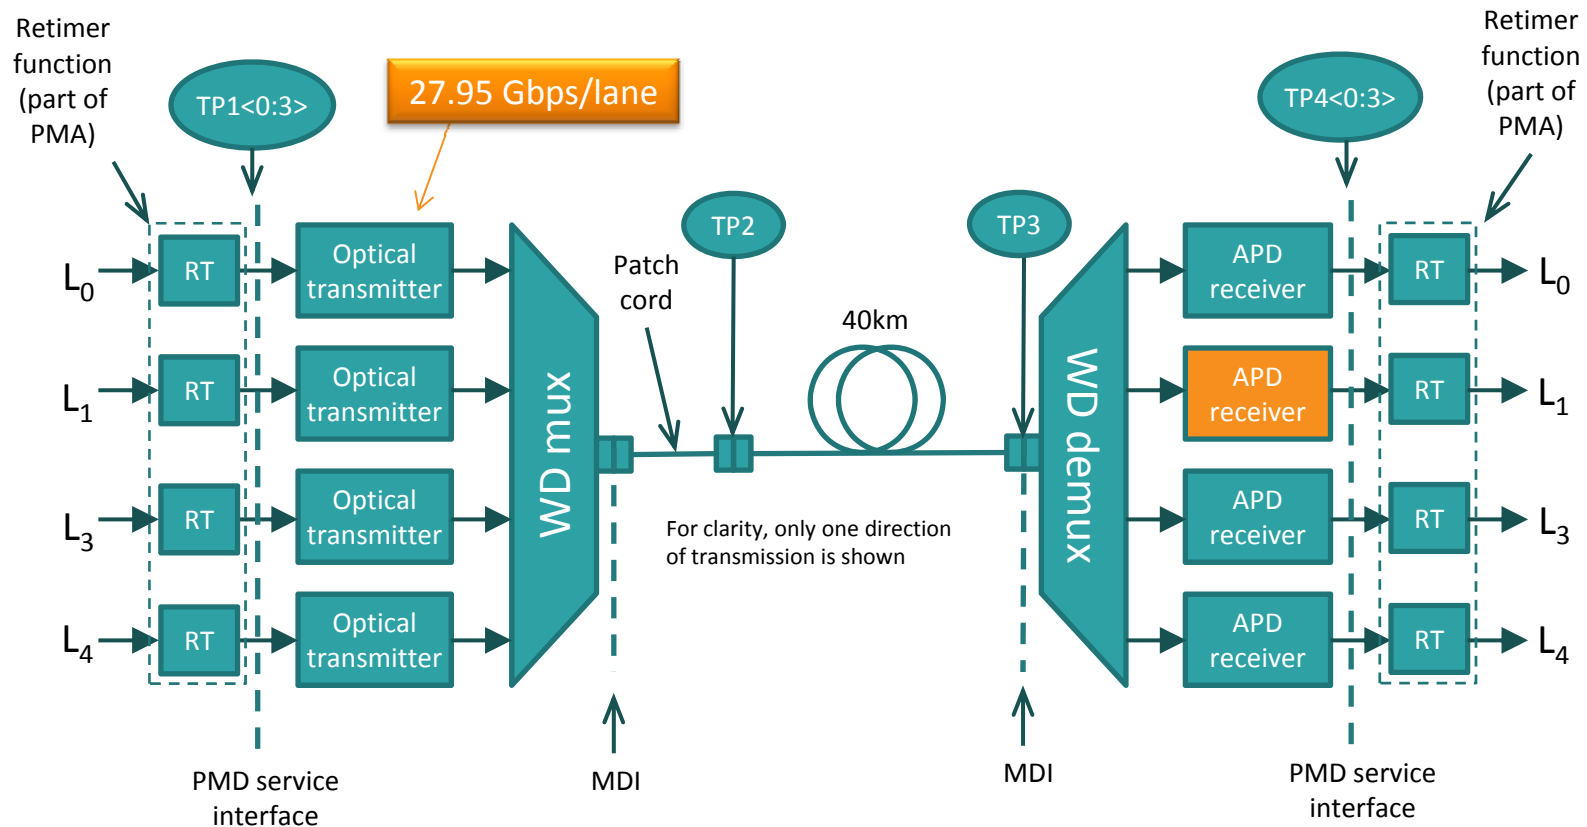 Retimer
function
(part of
PMA)
TP1<0:3>
27.95 Gbps/lane
TP4<0:3>
Retimer
function
(part of
PMA)
TP2
TP3
L0
RT
Optical
transmitter
Patch
cord
40km
APD
receiver
RT
L0
L1
RT
Optical
transmitter
WD mux
WD demux
APD
receiver
RT
L1
L3
RT
Optical
transmitter
For clarity, only one direction
of transmission is shown
APD
receiver
RT
L3
L4
RT
Optical
transmitter
APD
receiver
RT
L4
PMD service
interface
MDI
MDI
PMD service
interface